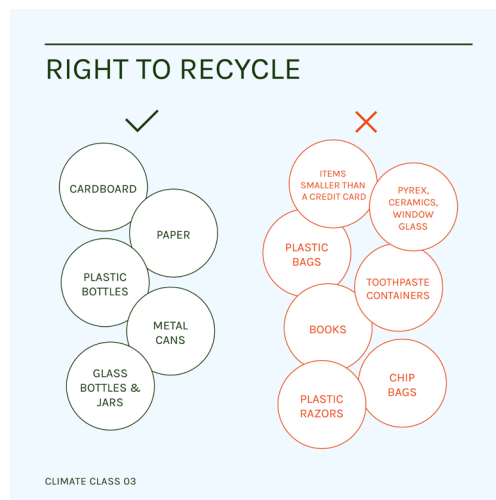 RIGHT TO RECYCLE
CARDBOARD
PAPER
PLASTIC
BOTTLES
METAL
CANS
GLASS
BOTTLES &
JARS
ITEMS
SMALLER THAN
A CREDIT CARD
PYREX,
CERAMICS,
WINDOW
GLASS
PLASTIC
BAGS
TOOTHPASTE
CONTAINERS
BOOKS
CHIP
BAGS
PLASTIC
RAZORS
CLIMATE CLASS 03